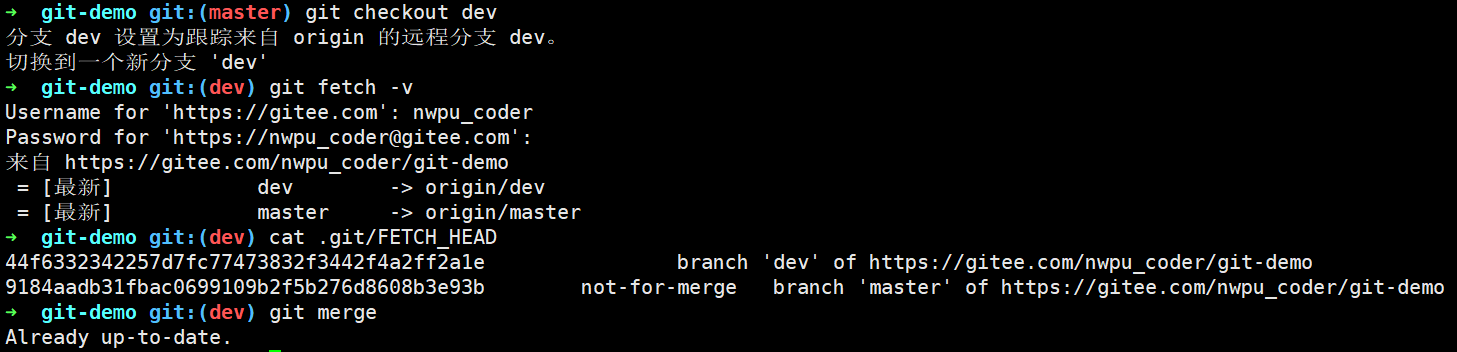 ➜  git-demo git:(master) git checkout dev
分支 dev 设置为跟踪来自 origin 的远程分支 dev。
切换到一个新分支 'dev'
➜  git-demo git:(dev) git fetch -v
Username for 'https://gitee.com': nwpu_coder
Password for 'https://nwpu_coder@gitee.com':
来自 https://gitee.com/nwpu_coder/git-demo
 = [最新]            dev        -> origin/dev
 = [最新]            master     -> origin/master
➜  git-demo git:(dev) cat .git/FETCH_HEAD
44f6332342257d7fc77473832f3442f4a2ff2a1e                branch 'dev' of https://gitee.com/nwpu_coder/git-demo
9184aadb31fbac0699109b2f5b276d8608b3e93b        not-for-merge   branch 'master' of https://gitee.com/nwpu_coder/git-demo
➜  git-demo git:(dev) git merge
Already up-to-date.